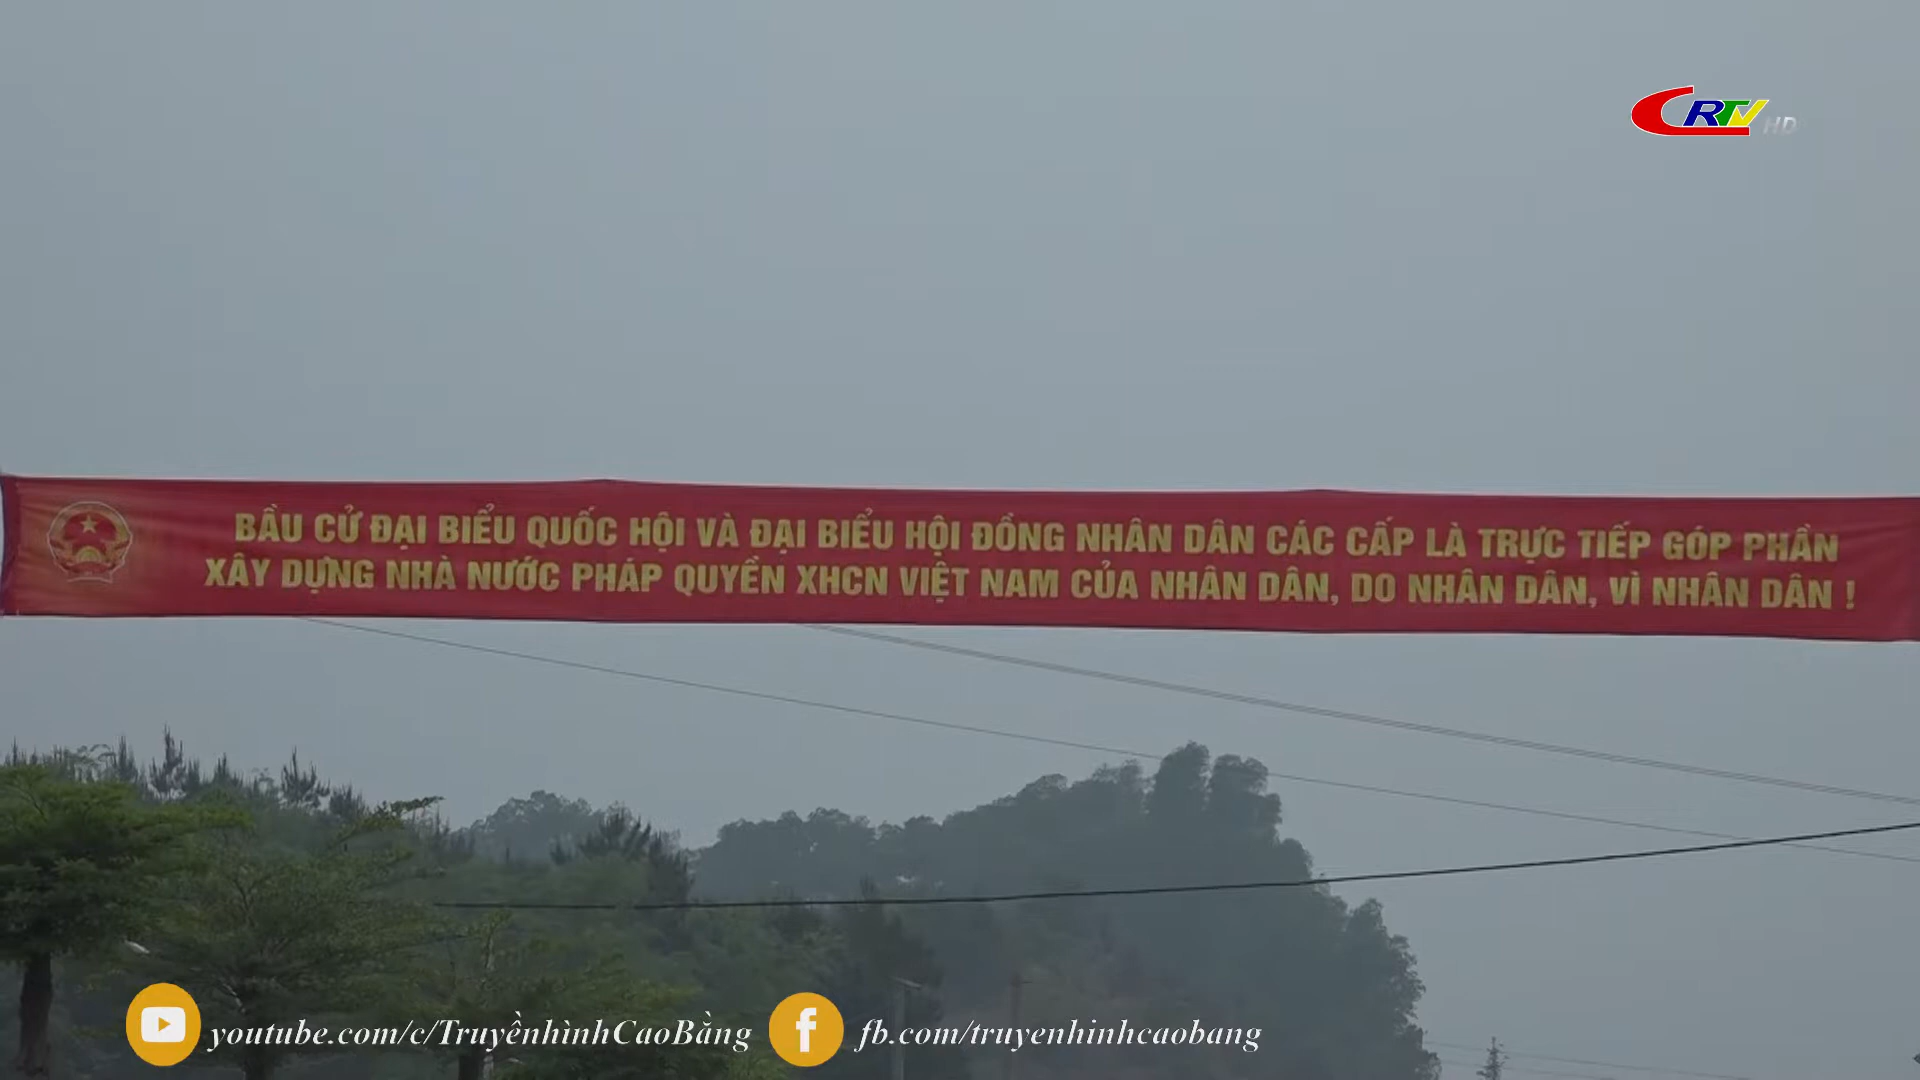 CRTV HD
BẦU CỬ ĐẠI BIỂU QUỐC HỘI VÀ ĐẠI BIỂU HỘI ĐỒNG NHÂN DÂN CÁC CẤP LÀ TRỰC TIẾP GÓP PHẦN
XÂY DỰNG NHÀ NƯỚC PHÁP QUYỀN XHCN VIỆT NAM CỦA NHÂN DÂN, DO NHÂN DÂN, VÌ NHÂN DÂN !
youtube.com/c/TruyềnhìnhCaoBằng fb.com/truyenhinhcaobang